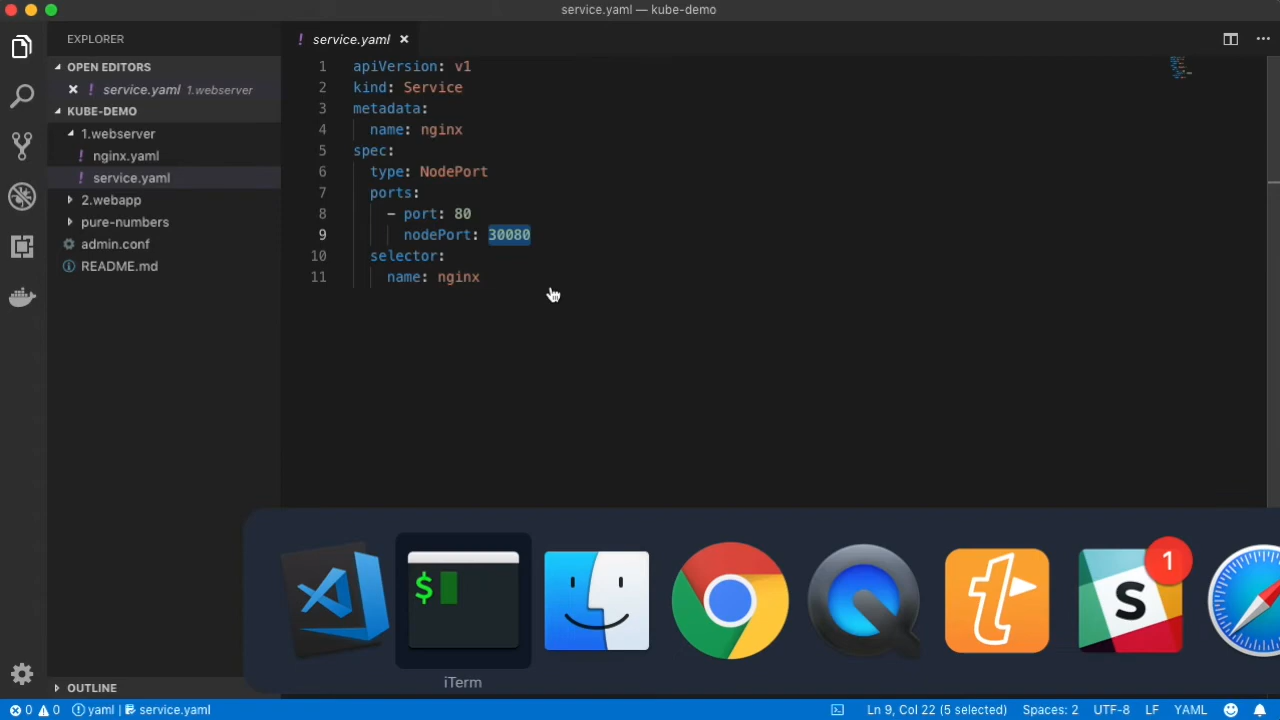 service.yaml — kube-demo
EXPLORER
OPEN EDITORS
service.yaml 1.webserver
KUBE-DEMO
1.webserver
nginx.yaml
service.yaml
2.webapp
pure-numbers
admin.conf
README.md
OUTLINE
service.yaml
1 apiVersion: v1
2 kind: Service
3 metadata:
4 name: nginx
5 spec:
6 type: NodePort
7 ports:
8 - port: 80
9 nodePort: 30080
10 selector:
11 name: nginx
$
S
1
iTerm
0 0 yaml | service.yaml
Ln 9, Col 22 (5 selected) Spaces: 2 UTF-8 LF YAML